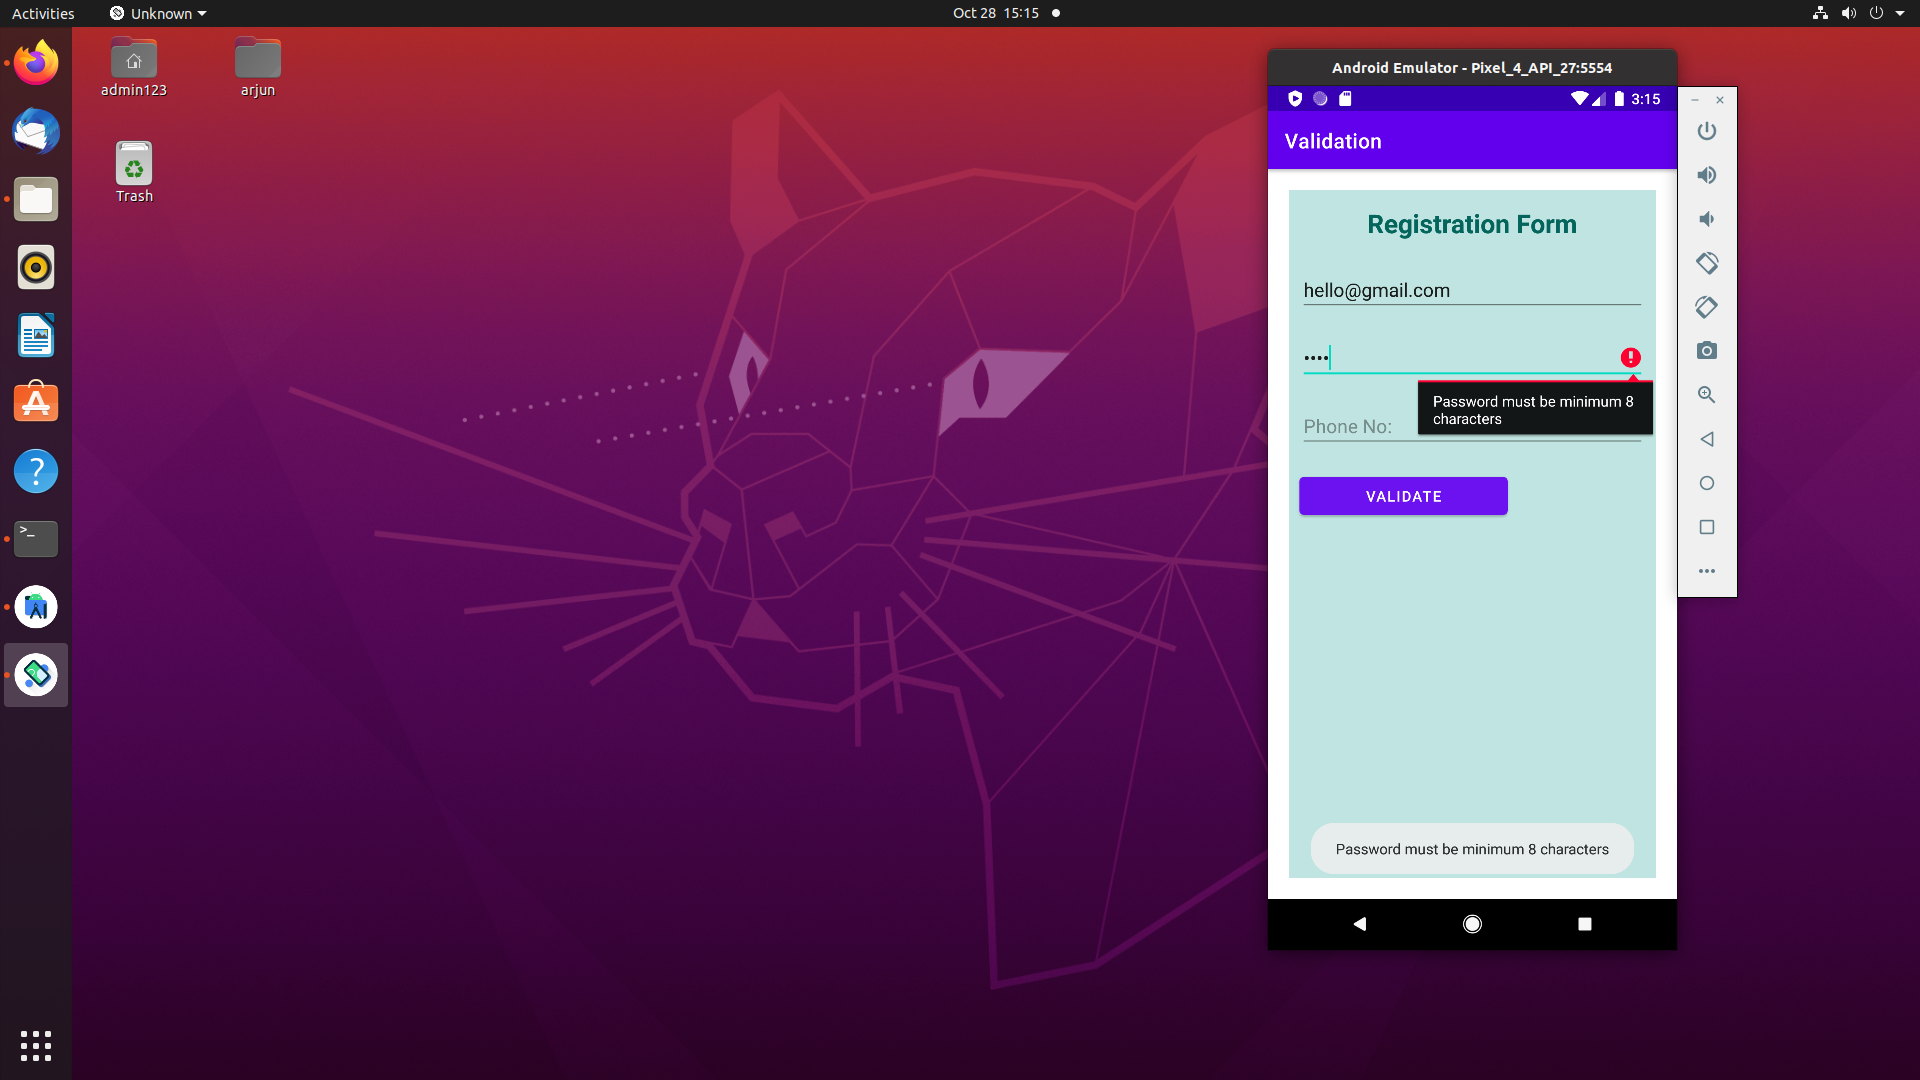 Activities
Unknown
Oct 28 15:15
admin123
arjun
Trash
Android Emulator - Pixel_4_API_27:5554
3:15
Validation
Registration Form
hello@gmail.com
••••
Password must be minimum 8
characters
Phone No:
VALIDATE
Password must be minimum 8 characters